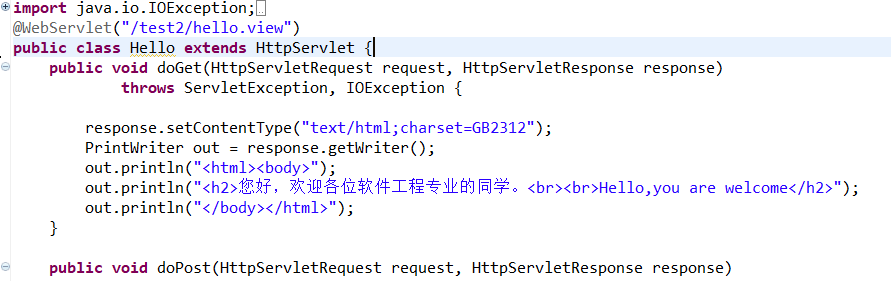 import java.io.IOException;
@WebServlet("/test2/hello.view")
public class Hello extends HttpServlet {
public void doGet(HttpServletRequest request, HttpServletResponse response)
throws ServletException, IOException {
response.setContentType("text/html;charset=GB2312");
PrintWriter out = response.getWriter();
out.println("<html><body>");
out.println("<h2>您好，欢迎各位软件工程专业的同学。<br><br>Hello,you are welcome</h2>");
out.println("</body></html>");
}
public void doPost(HttpServletRequest request, HttpServletResponse response)